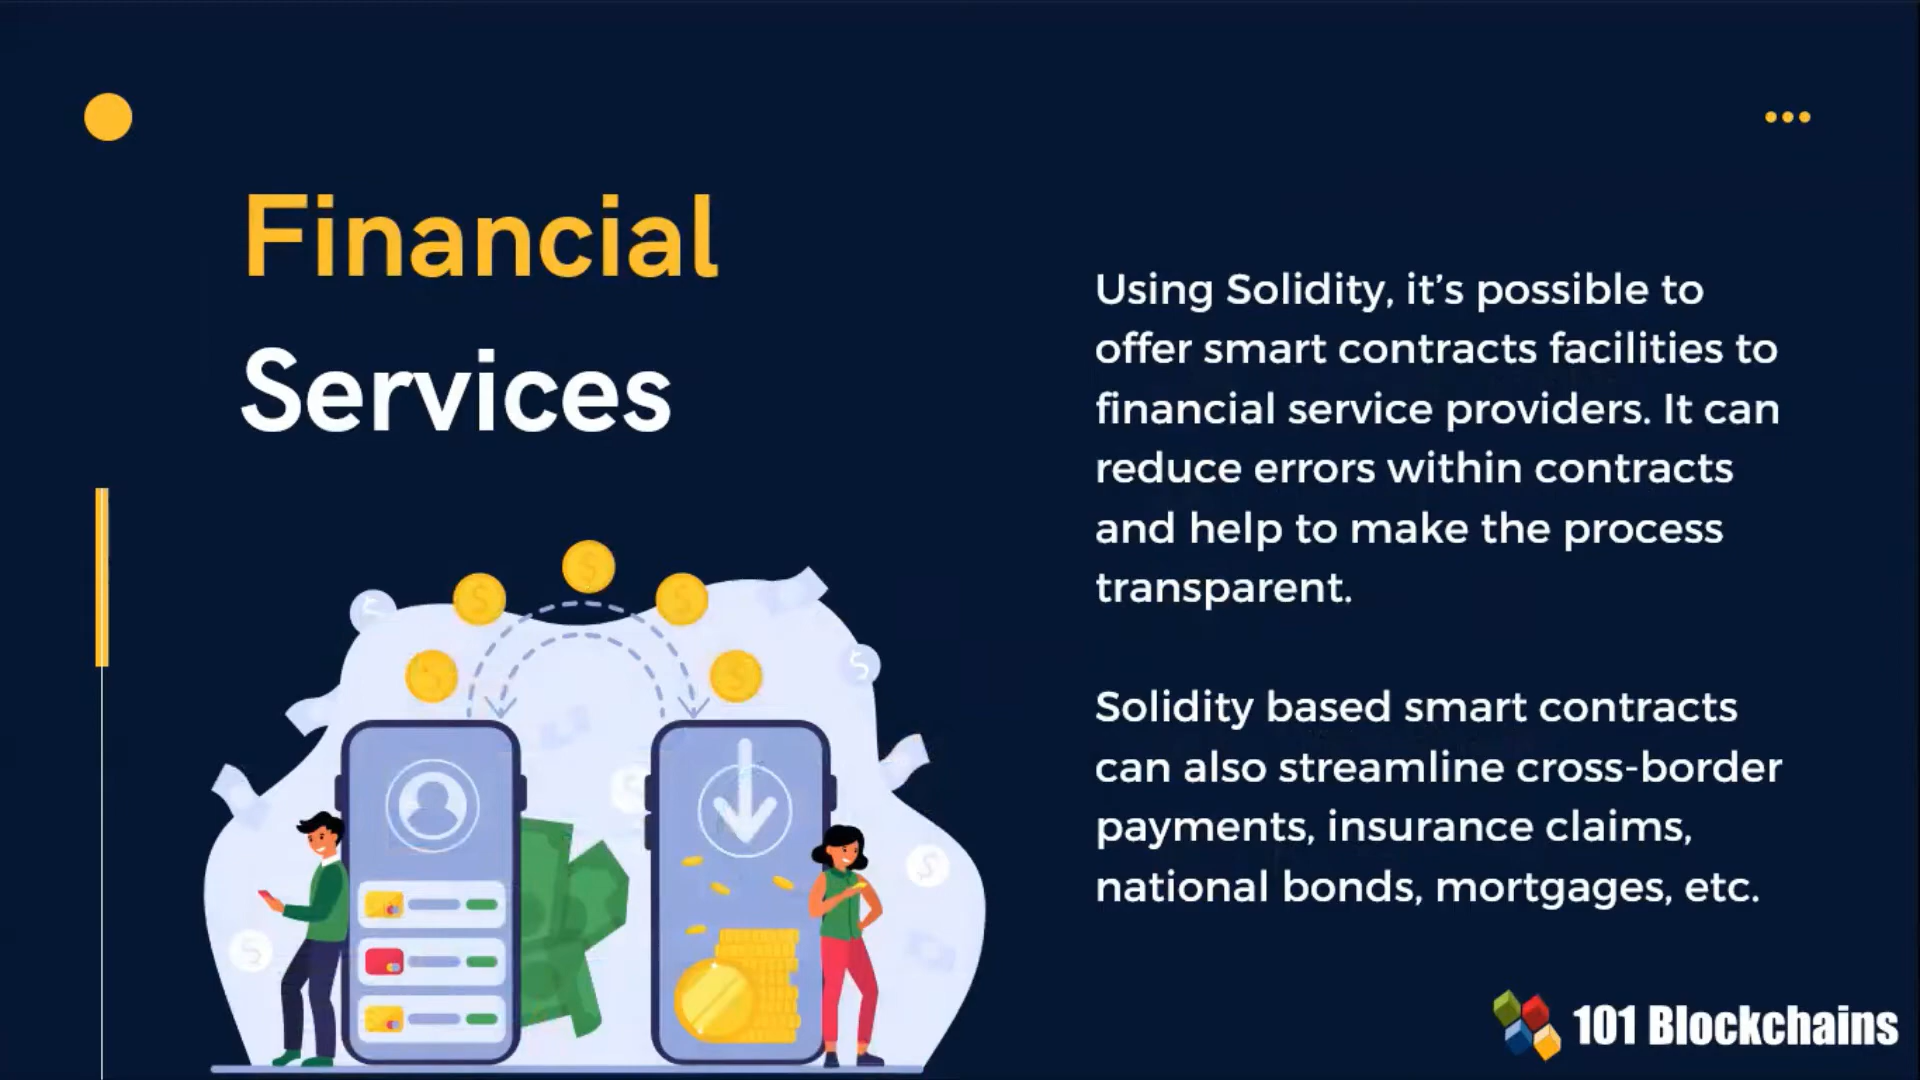 Financial
Services
Using Solidity, it’s possible to
offer smart contracts facilities to
financial service providers. It can
reduce errors within contracts
and help to make the process
transparent.
Solidity based smart contracts
can also streamline cross-border
payments, insurance claims,
national bonds, mortgages, etc.
101 Blockchains